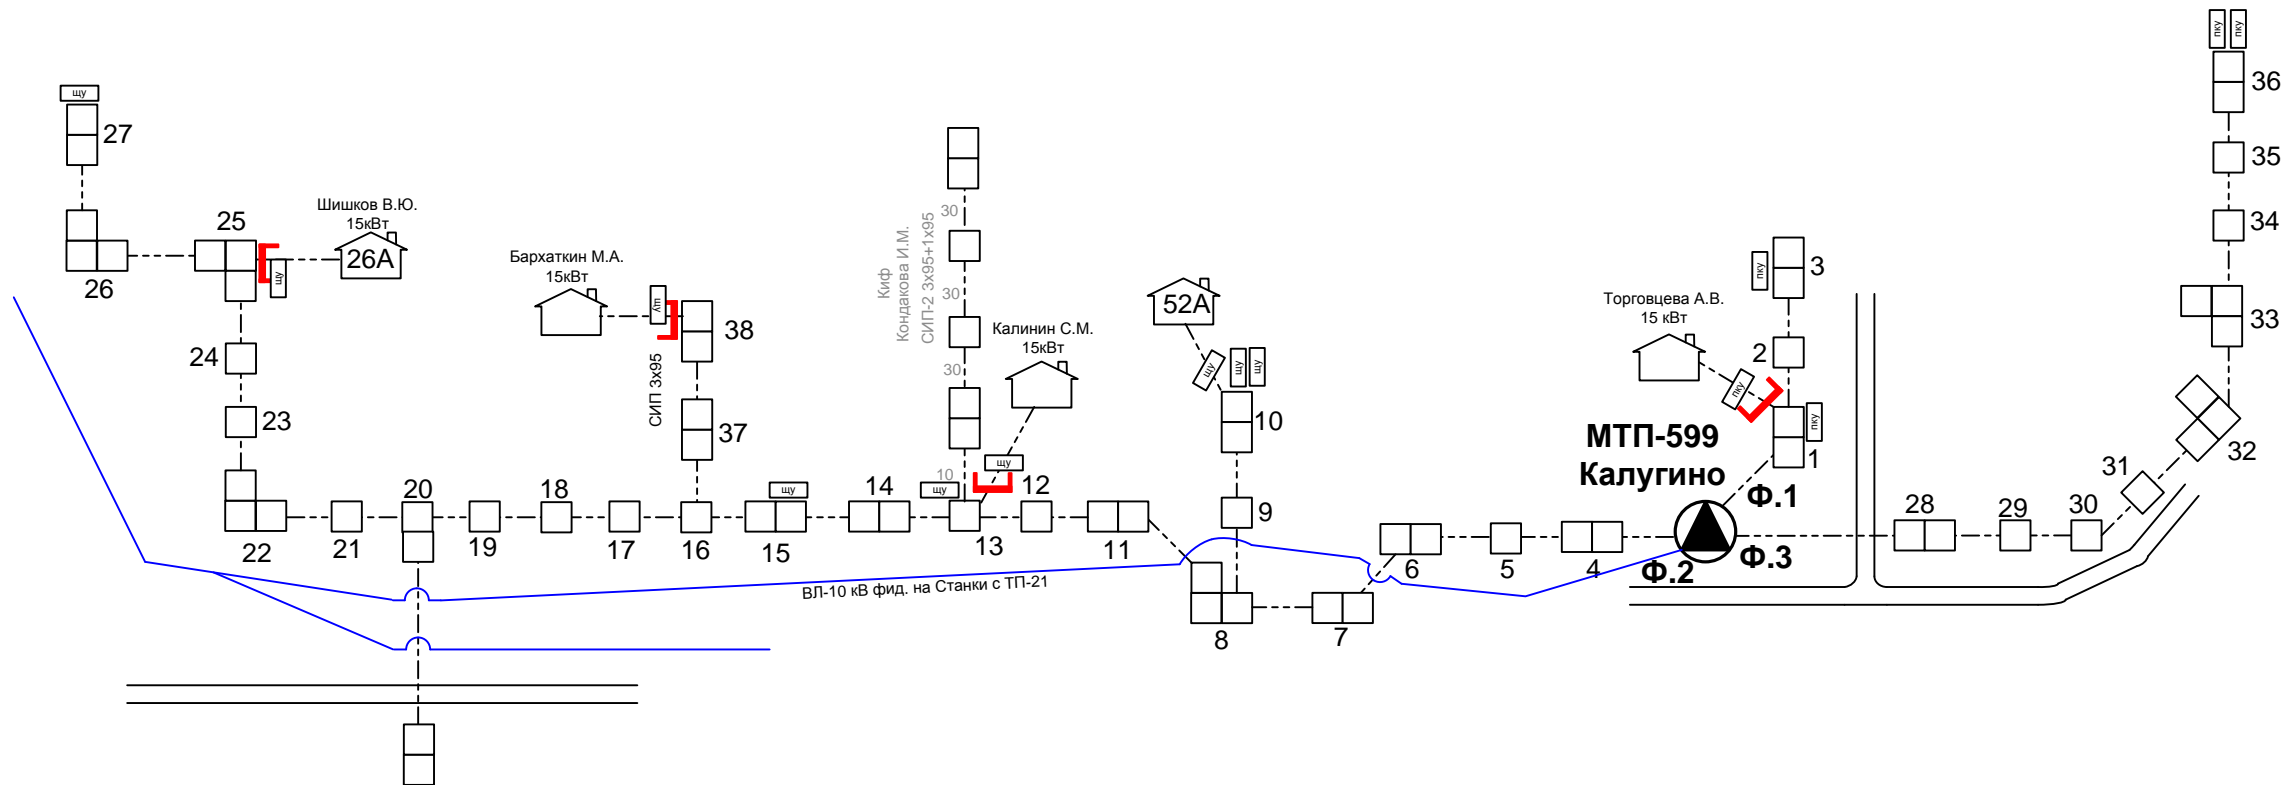 пку
пку
36
35
34
33
32
31
30
29
28
щу
27
26
25
Шишков В.Ю.
15кВт
26А
щу
24
23
22
21
20
19
18
17
16
Бархаткин М.А.
15кВт
щу
38
СИП 3х95
37
щу
15
14
щу
13
10
30
30
30
Киф
Кондакова И.М.
СИП-2 3х95+1х95
Калинин С.М.
15кВт
щу
12
11
52А
щу
щу
щу
10
9
8
7
6
5
4
ВЛ-10 кВ фид. на Станки с ТП-21
Торговцева А.В.
15 кВт
пку
пку
3
2
пку
1
МТП-599
Калугино
Ф.1
Ф.2
Ф.3